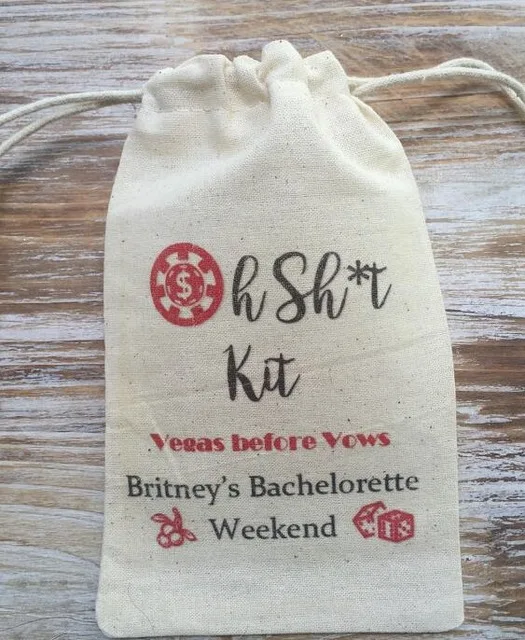 Oh Sh*t
Kit
Vegas before Vows
Britney's Bachelorette
Weekend